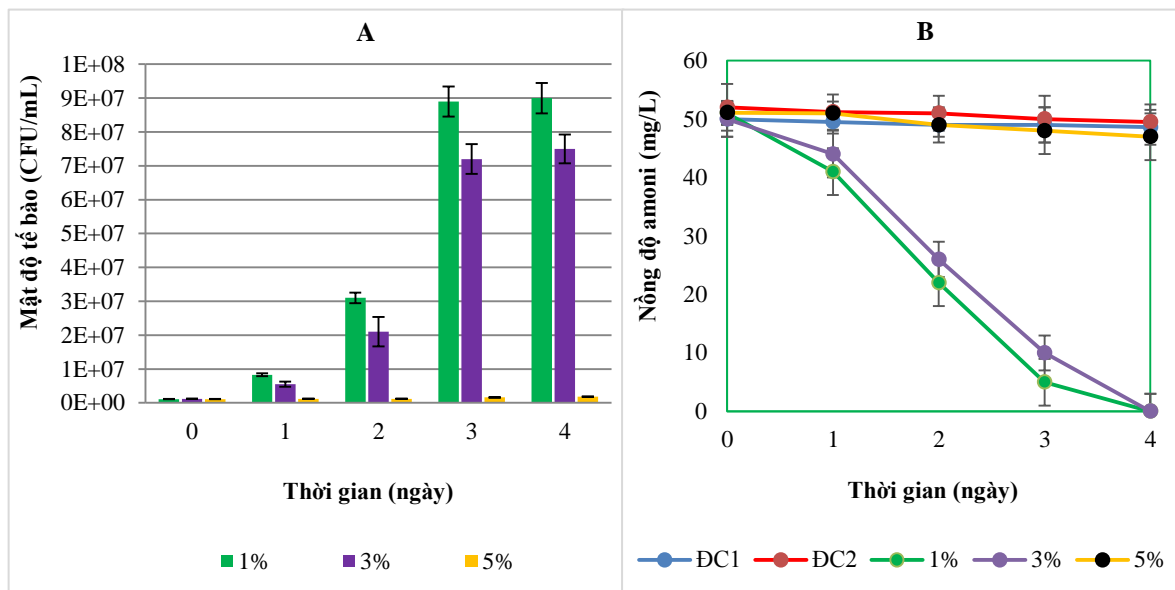 A
Mật độ tế bào (CFU/mL)
1E+08
9E+07
8E+07
7E+07
6E+07
5E+07
4E+07
3E+07
2E+07
1E+07
0E+00
0 1 2 3 4
Thời gian (ngày)
1% 3% 5%
B
Nồng độ amoni (mg/L)
60
50
40
30
20
10
0
0 1 2 3 4
Thời gian (ngày)
ĐC1 ĐC2 1% 3% 5%